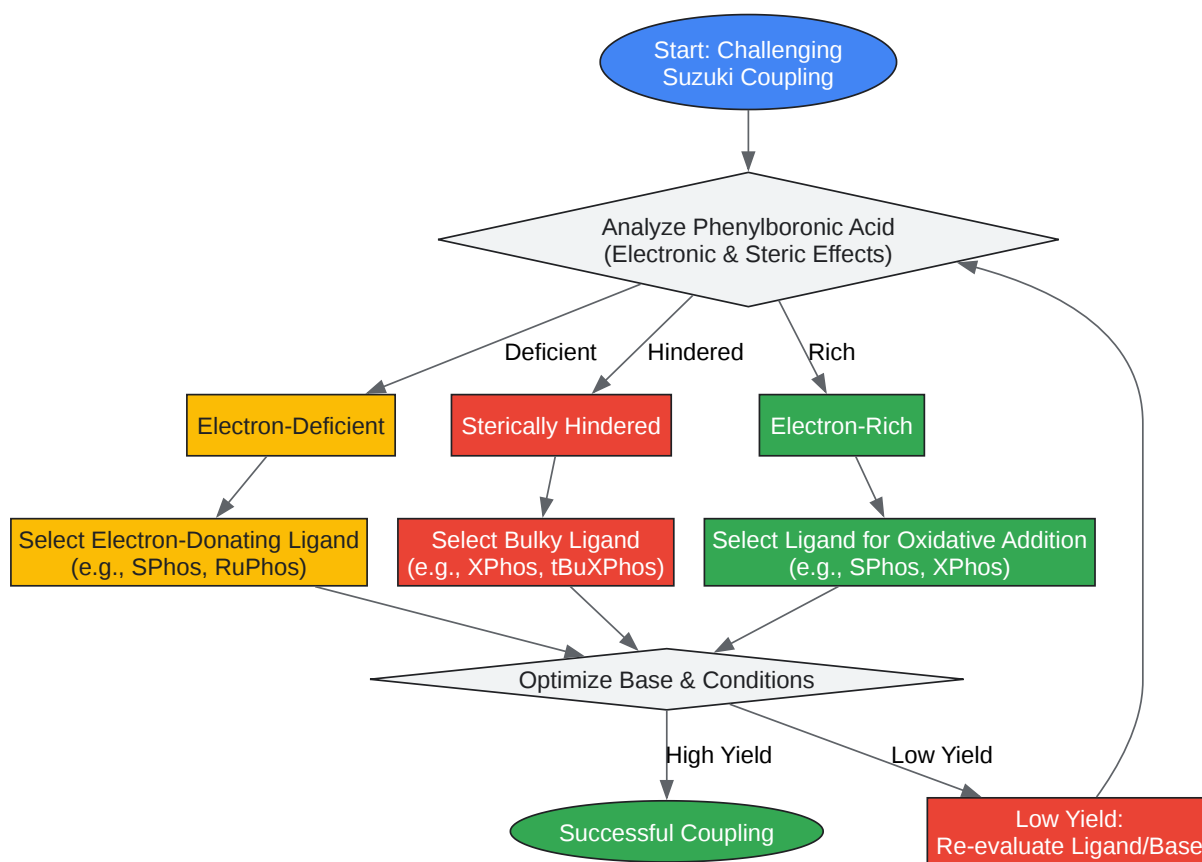 Start: Challenging
Suzuki Coupling
Analyze Phenylboronic Acid
(Electronic & Steric Effects)
Deficient
Hindered
Rich
Electron-Deficient
Sterically Hindered
Electron-Rich
Select Electron-Donating Ligand
(e.g., SPhos, RuPhos)
Select Bulky Ligand
(e.g., XPhos, tBuXPhos)
Select Ligand for Oxidative Addition
(e.g., SPhos, XPhos)
Optimize Base & Conditions
High Yield
Low Yield
Successful Coupling
Low Yield:
Re-evaluate Ligand/Base